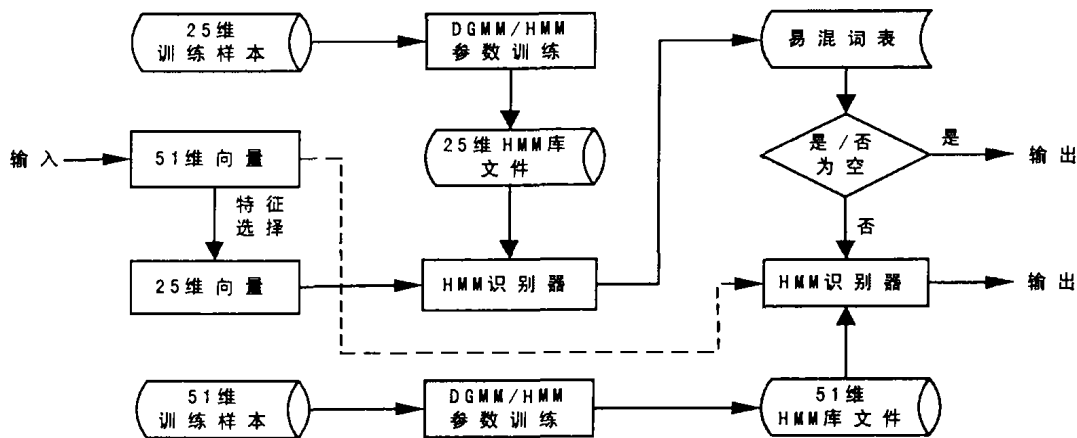 25维
训练样本
DGMM/HMM
参数训练
易混词表
输入
51维向量
25维HMM库
文件
是/否
为空
是
输出
特征
选择
否
25维向量
HMM识别器
HMM识别器
输出
51维
训练样本
DGMM/HMM
参数训练
51维
HMM库文件